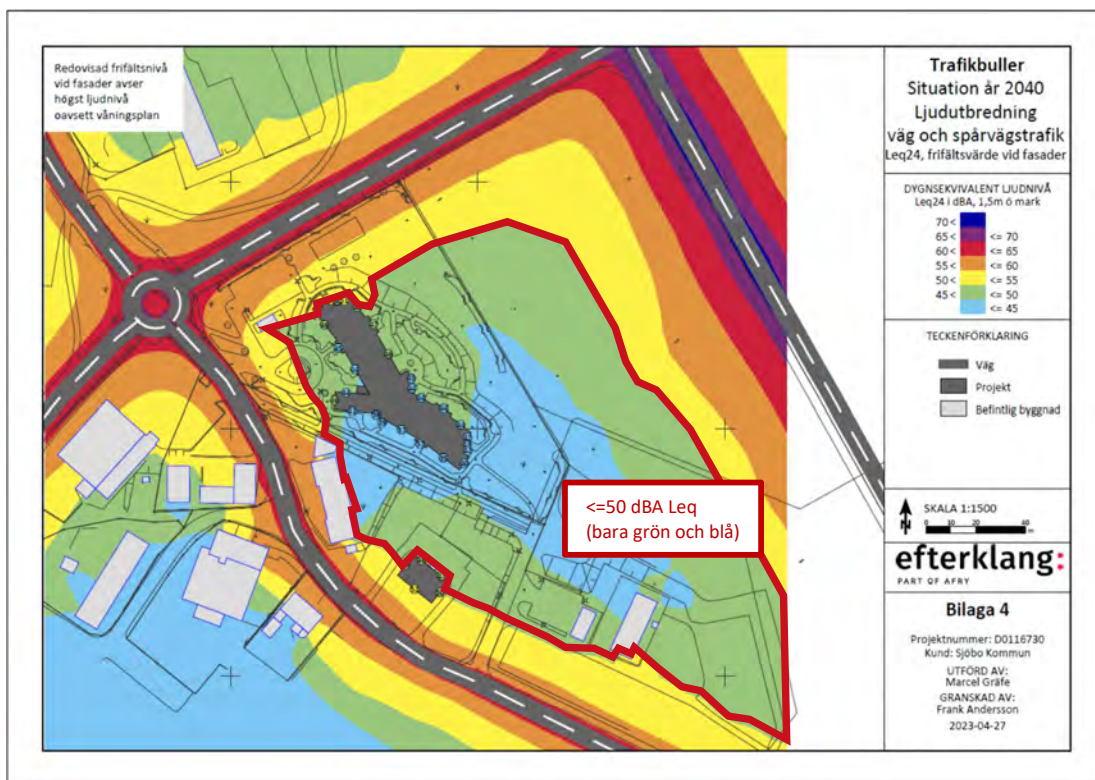 Redovisad frifältsnivå
vid fasader avser
högst ljudnivå
oavsett våningsplan
<=50 dBA Leq
(bara grön och blå)
Trafikbuller
Situation år 2040
Ljudutbredning
väg och spårvägstrafik
Leq24, frifältsvärde vid fasader
DYGNSEKVIVALENT LJUDNIVÅ
Leq24 i dBA, 1,5m ö mark
70 <
65 < <= 70
60 < <= 65
55 < <= 60
50 < <= 55
45 < <= 50
<= 45
TECKENFÖRKLARING
Väg
Projekt
Befintlig byggnad
N
SKALA 1:1500
0 10 20 40
m
efterklang:
PART OF AFRY
Bilaga 4
Projektnummer: D0116730
Kund: Sjöbo Kommun
UTFÖRD AV:
Marcel Gräfe
GRANSKAD AV:
Frank Andersson
2023-04-27